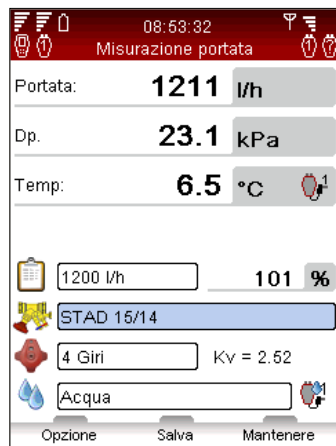 08:53:32
Misurazione portata
Portata: 1211 l/h
Dp. 23.1 kPa
Temp: 6.5 °C 1
1200 l/h 101 %
STAD 15/14
4 Giri Kv = 2.52
Acqua
Opzione Salva Mantenere